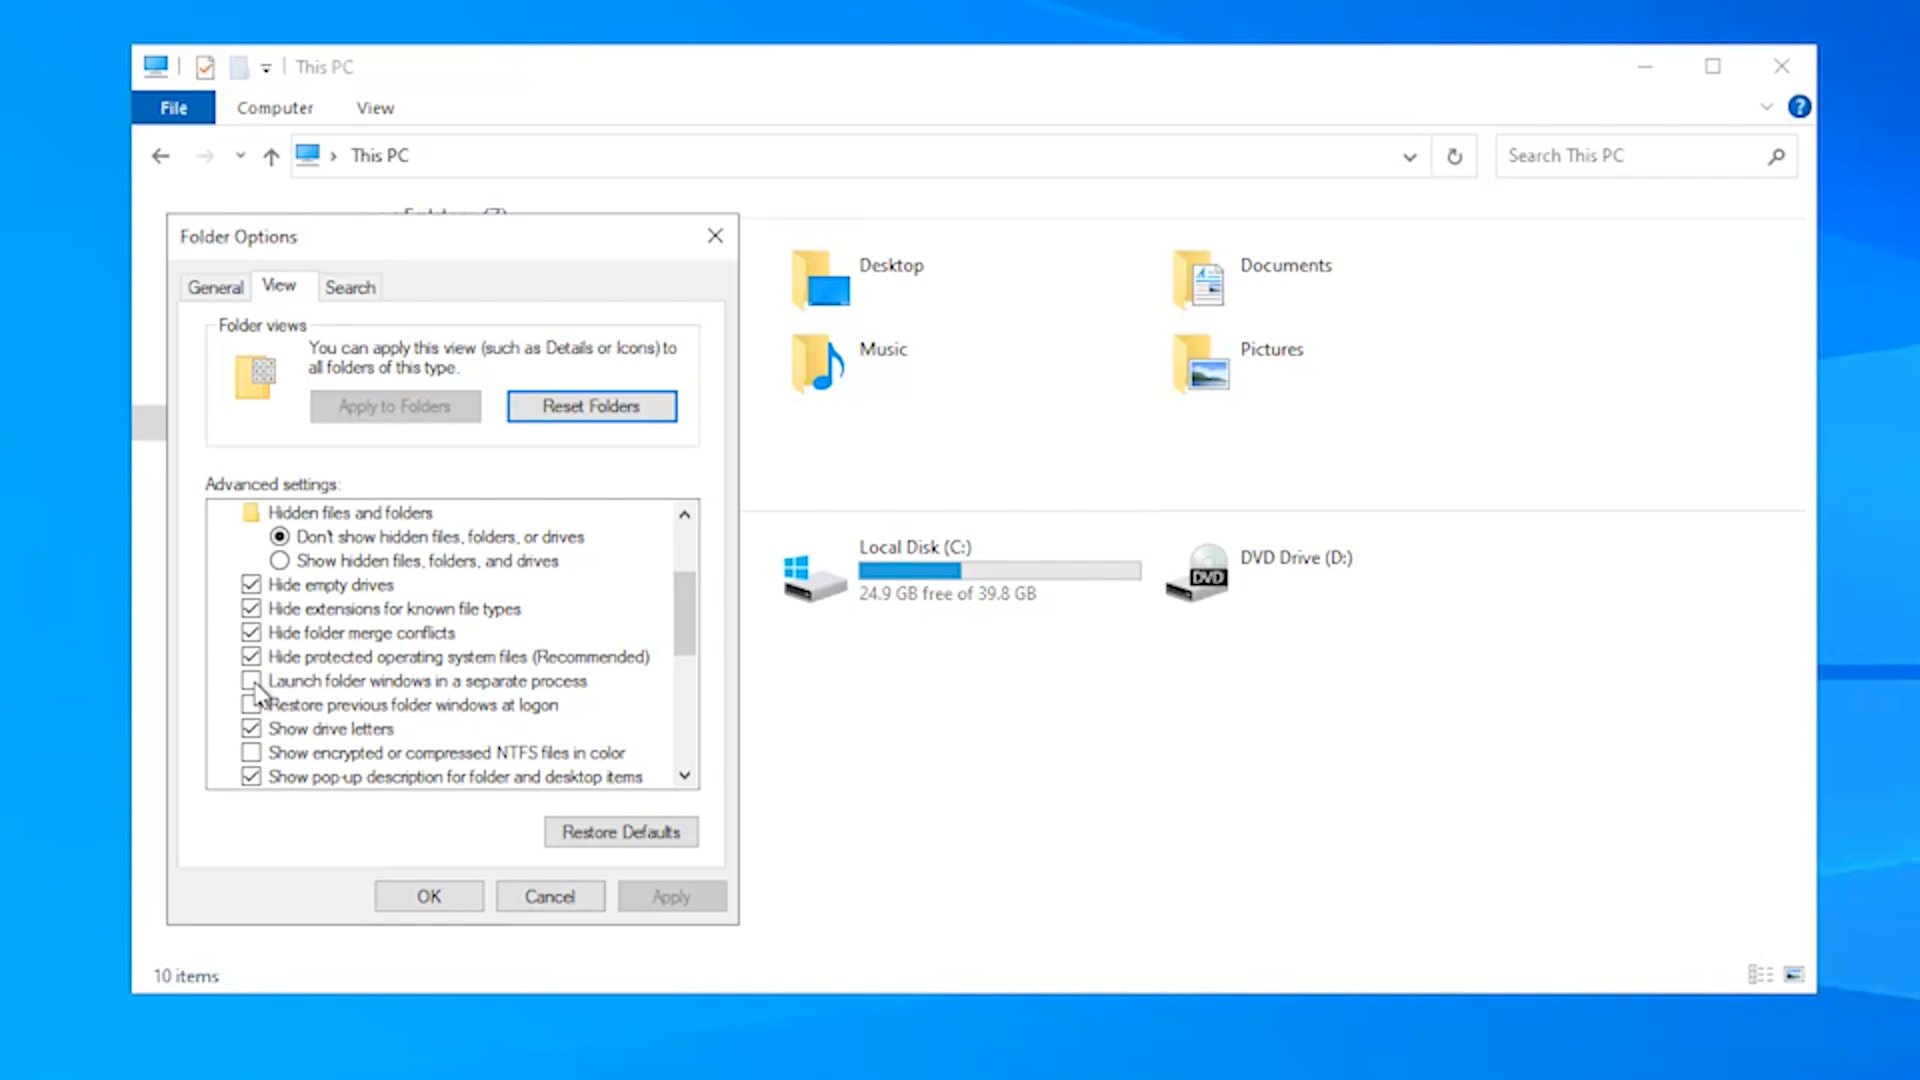 This PC
File
Computer
View
This PC
Search This PC
Folders (7)
Folder Options
General
View
Search
Folder views
You can apply this view (such as Details or Icons) to
all folders of this type.
Apply to Folders
Reset Folders
Advanced settings:
Hidden files and folders
Don't show hidden files, folders, or drives
Show hidden files, folders, and drives
Hide empty drives
Hide extensions for known file types
Hide folder merge conflicts
Hide protected operating system files (Recommended)
Launch folder windows in a separate process
Restore previous folder windows at logon
Show drive letters
Show encrypted or compressed NTFS files in color
Show pop-up description for folder and desktop items
Restore Defaults
OK
Cancel
Apply
Desktop
Documents
Music
Pictures
Local Disk (C:)
24.9 GB free of 39.8 GB
DVD
DVD Drive (D:)
10 items